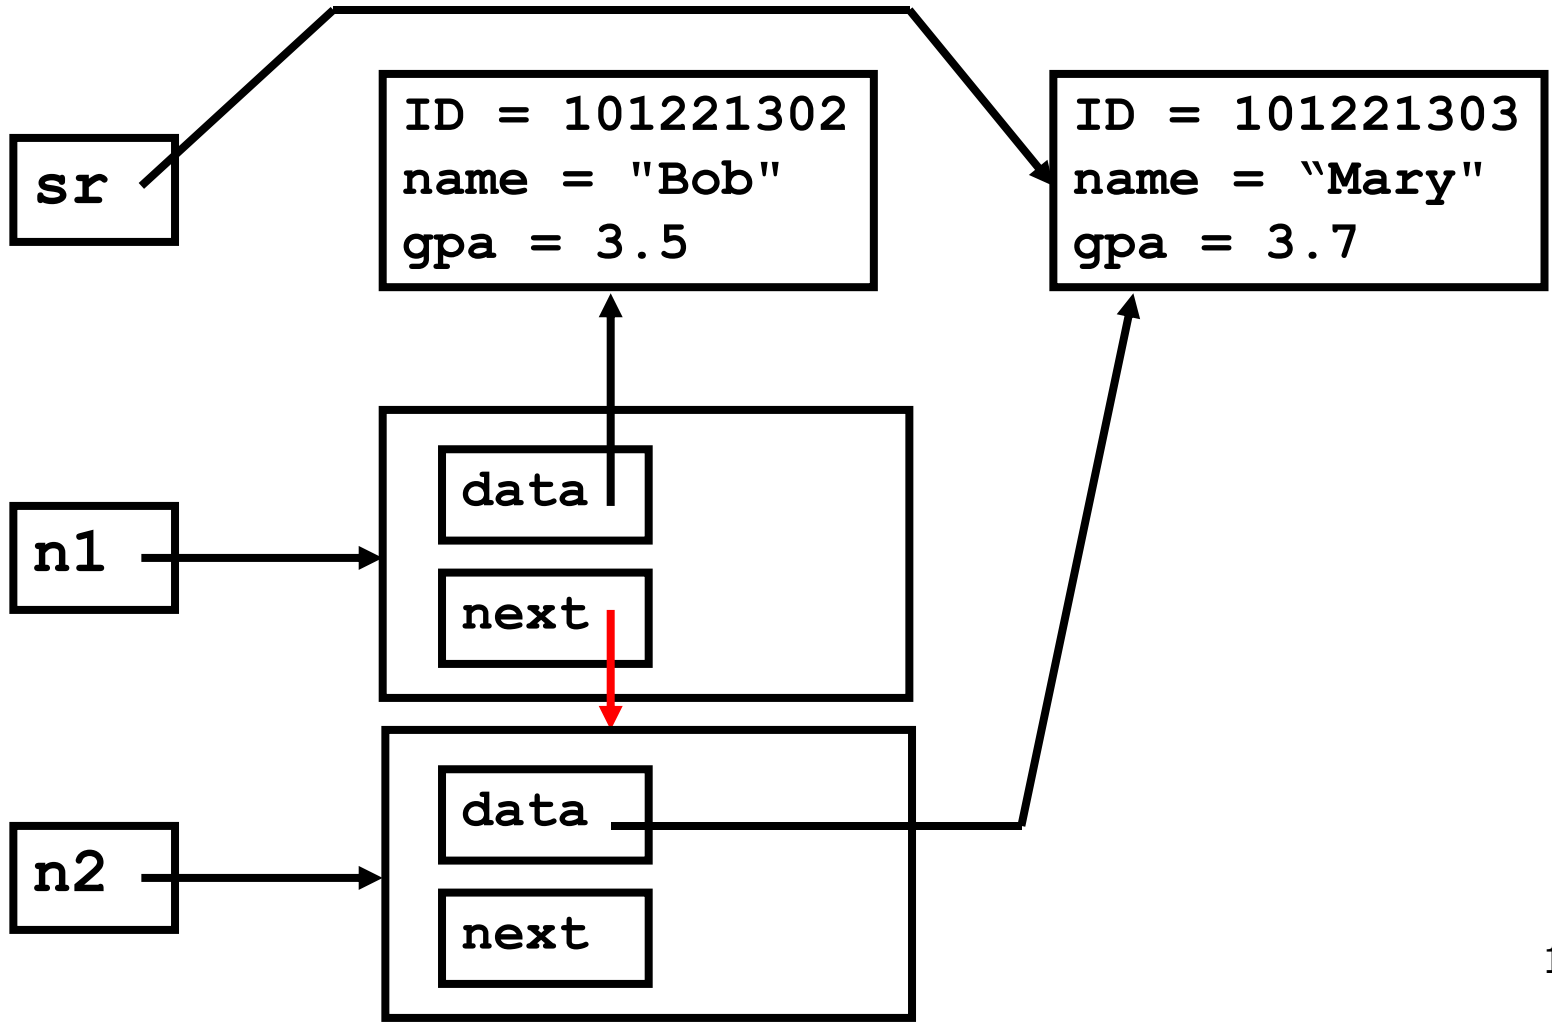 sr
ID = 101221302
name = "Bob"
gpa = 3.5
ID = 101221303
name = “Mary"
gpa = 3.7
n1
data
next
n2
data
next